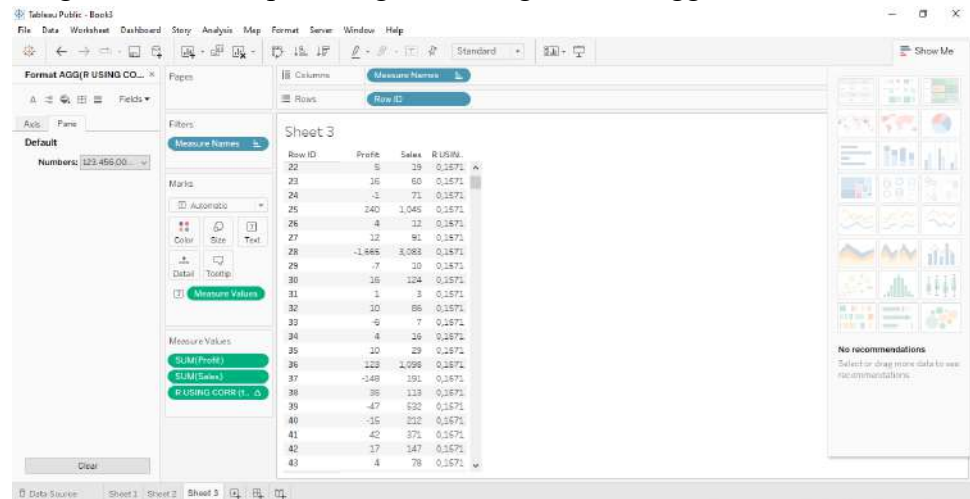 Tableau Public - Book3
File Data Worksheet Dashboard Story Analysis Map Format Server Window Help
Standard
Show Me
Format AGG(R USING CO... ×
Fields
Axis Pane
Default
Numbers: 123.456,00...
Clear
Pages
Filters
Measure Names
Marks
Automatic
Color Size Text
Detail Tooltip
Measure Values
Measure Values
SUM(Profit)
SUM(Sales)
R USING CORR (t.. Δ
Columns Measure Names
Rows Row ID
Sheet 3
Row ID Profit Sales R USIN..
22 5 19 0,1571
23 16 60 0,1571
24 -1 71 0,1571
25 240 1,045 0,1571
26 4 12 0,1571
27 12 91 0,1571
28 -1,665 3,083 0,1571
29 -7 10 0,1571
30 16 124 0,1571
31 1 3 0,1571
32 10 86 0,1571
33 -6 7 0,1571
34 4 16 0,1571
35 10 29 0,1571
36 123 1,098 0,1571
37 -148 191 0,1571
38 36 113 0,1571
39 -47 532 0,1571
40 -15 212 0,1571
41 42 371 0,1571
42 17 147 0,1571
43 4 78 0,1571
No recommendations
Select or drag more data to see
recommendations.
Data Source Sheet 1 Sheet 2 Sheet 3